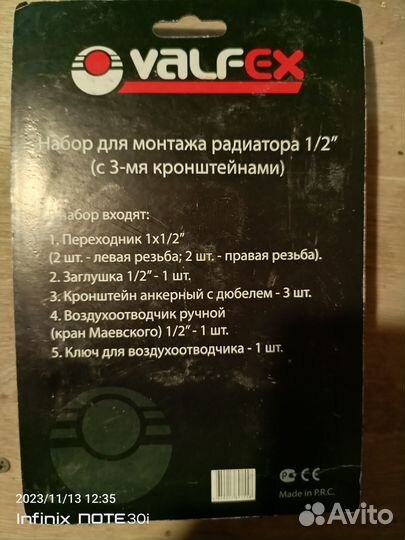 VALFEX
Набор для монтажа радиатора 1/2"
(с 3-мя кронштейнами)
набор входят:
1. Переходник 1х1/2"
(2 шт. - левая резьба; 2 шт. - правая резьба).
2. Заглушка 1/2" - 1 шт.
3. Кронштейн анкерный с дюбелем - 3 шт.
4. Воздухоотводчик ручной
(кран Маевского) 1/2" - 1 шт.
5. Ключ для воздухоотводчика - 1 шт.
Made in P.R.C.
2023/11/13 12:35
Infinix NOTE30i
Avito